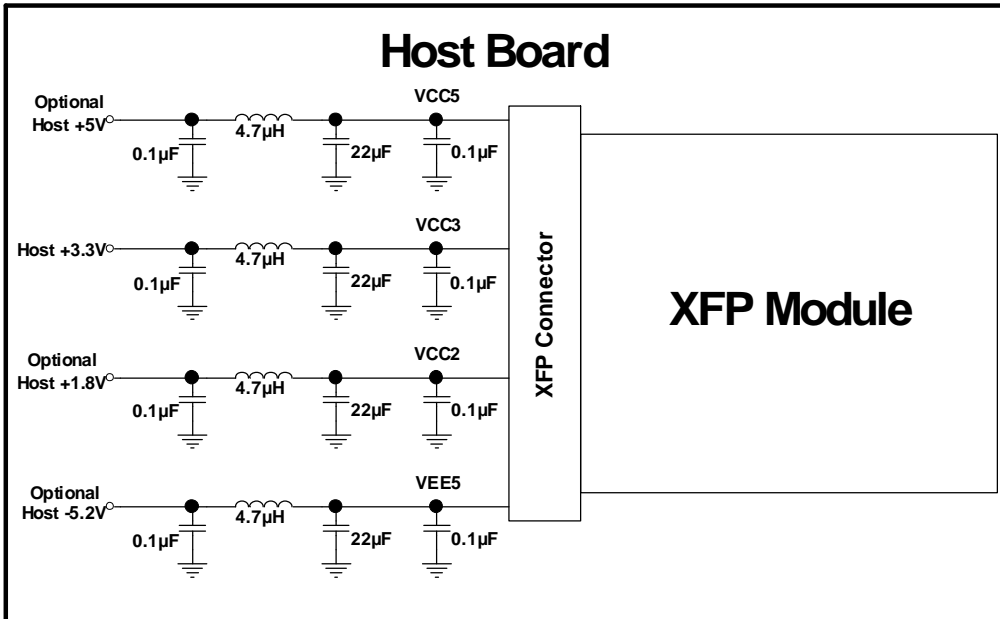 Host Board
Optional
Host +5V
0.1µF
4.7µH
22µF
VCC5
0.1µF
Host +3.3V
0.1µF
4.7µH
22µF
VCC3
0.1µF
Optional
Host +1.8V
0.1µF
4.7µH
22µF
VCC2
0.1µF
Optional
Host -5.2V
0.1µF
4.7µH
22µF
VEE5
0.1µF
XFP Connector
XFP Module